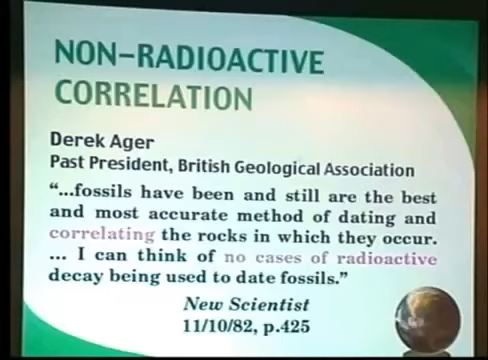 NON-RADIOACTIVE
CORRELATION
Derek Ager
Past President, British Geological Association
"...fossils have been and still are the best
and most accurate method of dating and
correlating the rocks in which they occur.
... I can think of no cases of radioactive
decay being used to date fossils."
New Scientist
11/10/82, p.425